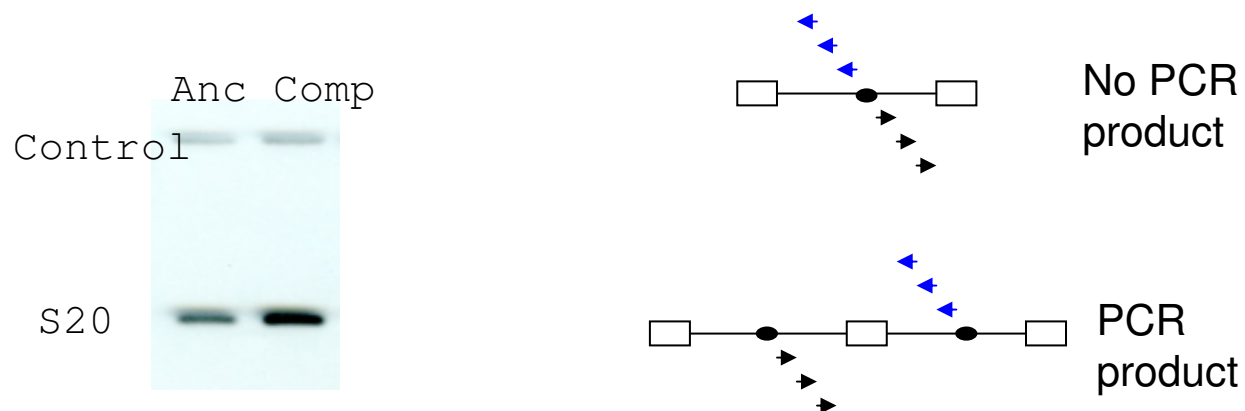 Anc Comp
Control
S20
No PCR
product
PCR
product